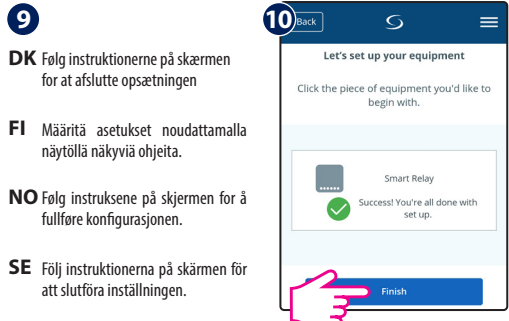 9
DK Følg instruktionerne på skærmen
for at afslutte opsætningen
FI Määritä asetukset noudattamalla
näytöllä näkyviä ohjeita.
NO Følg instruksene på skjermen for å
fullføre konfigurasjonen.
SE Följ instruktionerna på skärmen för
att slutföra inställningen.
10
Back
Let's set up your equipment
Click the piece of equipment you'd like to
begin with.
Smart Relay
Success! You're all done with
set up.
Finish